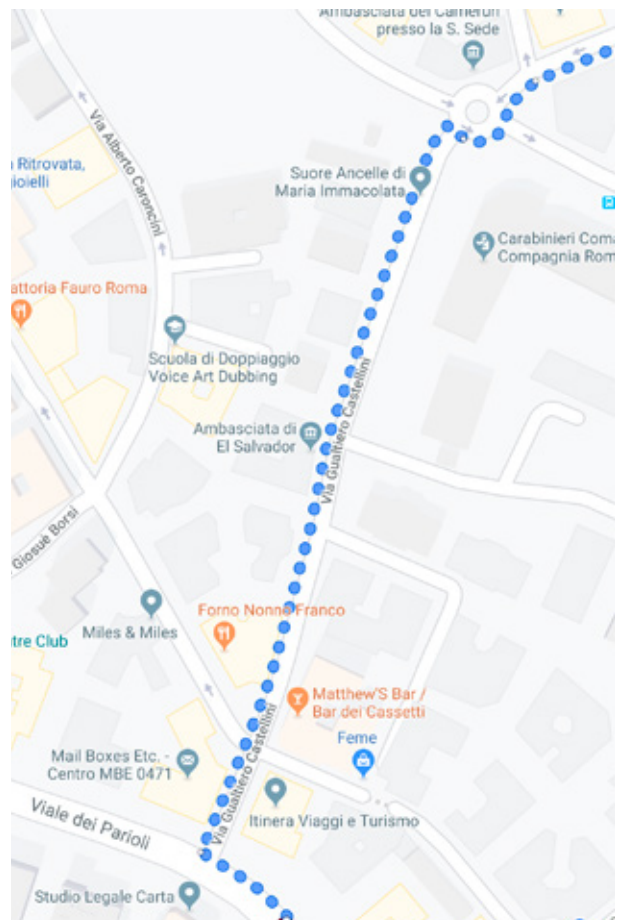 Ambasciata del Camerun
presso la S. Sede
Via Alberto Caroncini
Ritrovata,
ioielli
Suore Ancelle di
Maria Immacolata
Carabinieri Coma
Compagnia Rom
attoria Fauro Roma
Scuola di Doppiaggio
Voice Art Dubbing
Via Gualtiero Castellini
Ambasciata di
El Salvador
Giosuè Borsi
Forno Nonno Franco
Miles & Miles
tre Club
Matthew'S Bar /
Bar dei Cassetti
Feme
Mail Boxes Etc. -
Centro MBE 0471
Via Gualtiero Castellini
Itinera Viaggi e Turismo
Viale dei Parioli
Studio Legale Carta